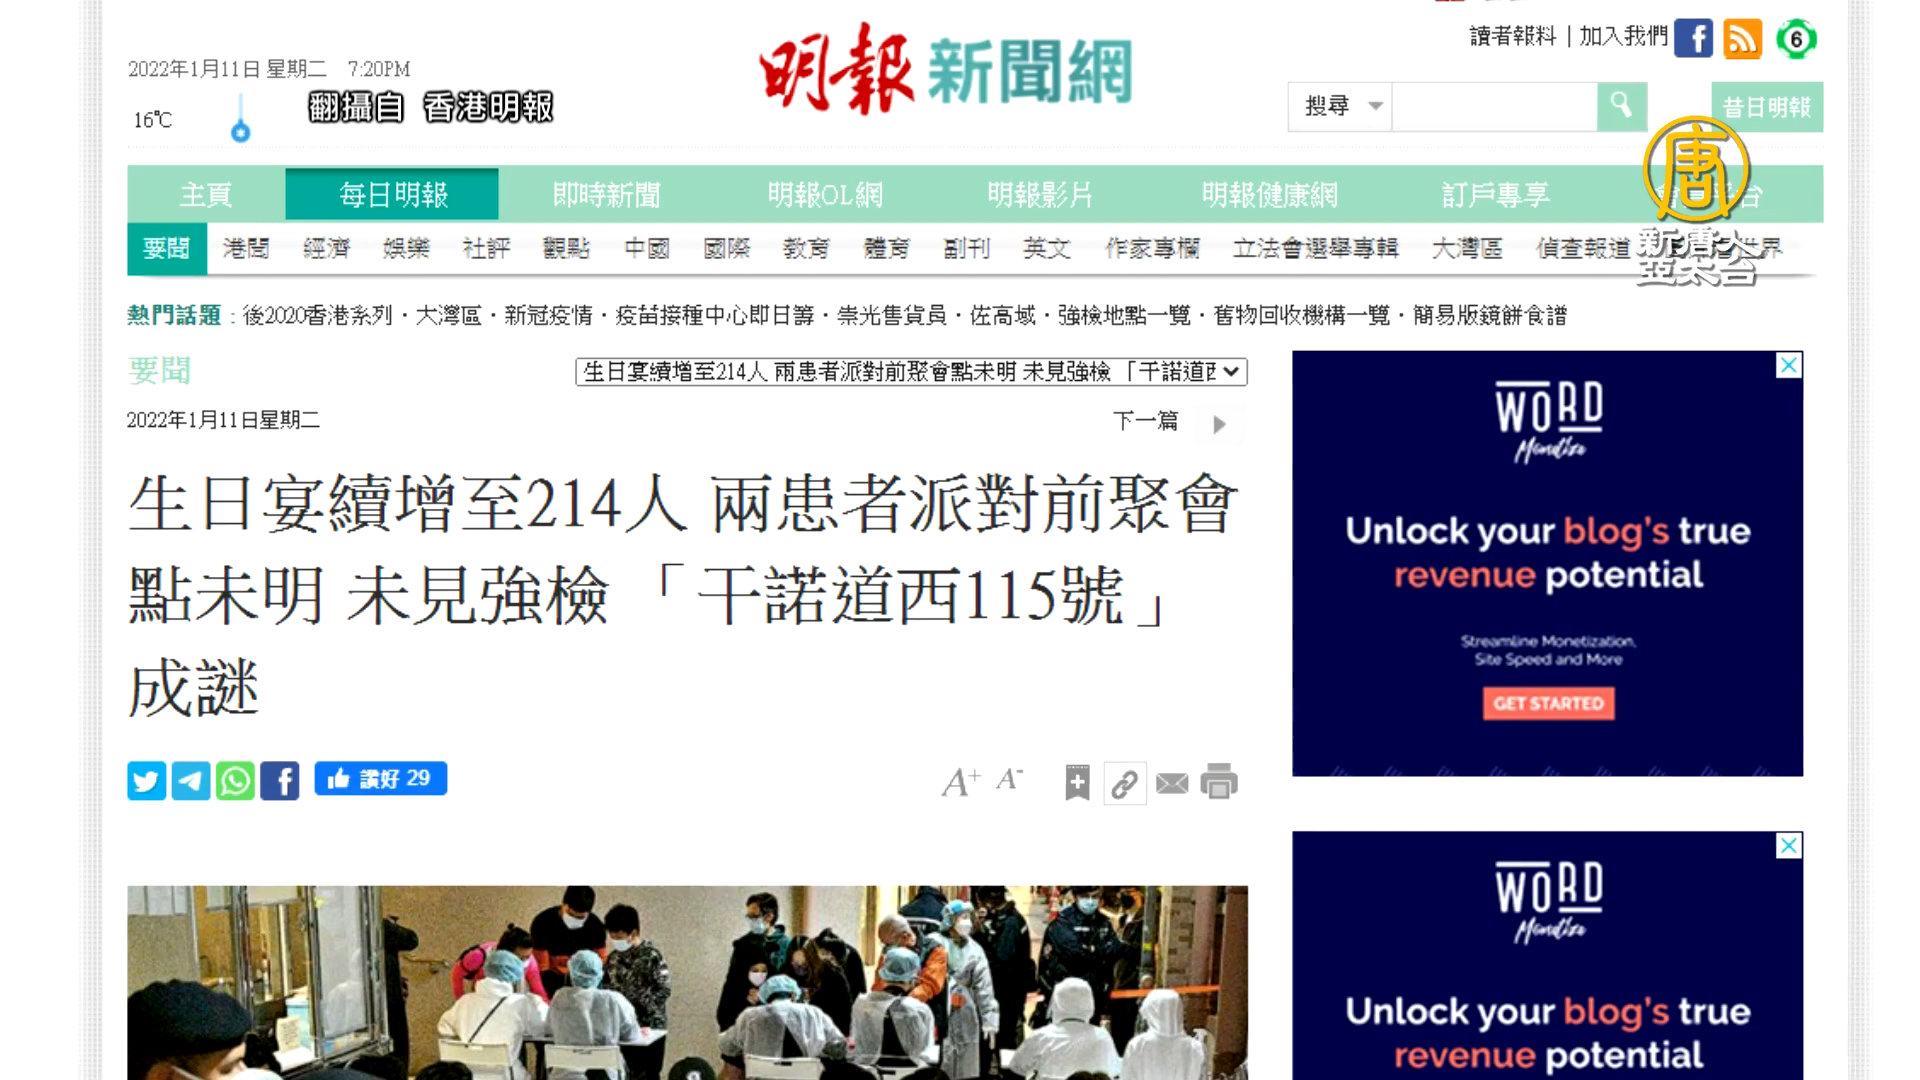 讀者報料 | 加入我們
6
2022年1月11日 星期二 7:20PM
16℃
翻攝自 香港明報
明報 新聞網
搜尋
昔日明報
主頁 每日明報 即時新聞 明報OL網 明報影片 明報健康網 訂戶專享
要聞 港聞 經濟 娛樂 社評 觀點 中國 國際 教育 體育 副刊 英文 作家專欄 立法會選舉專輯 大灣區 偵查報道
唐
新唐人
亞太台
熱門話題 : 後2020香港系列・大灣區・新冠疫情・疫苗接種中心即日籌・崇光售貨員・佐高域・強檢地點一覽・舊物回收機構一覽・簡易版鏡餅食譜
要聞
生日宴續增至214人 兩患者派對前聚會點未明 未見強檢 「干諾道西
2022年1月11日星期二
下一篇
生日宴續增至214人 兩患者派對前聚會
點未明 未見強檢 「干諾道西115號」
成謎
讚好 29
A+ A-
WORD
Monetize
Unlock your blog's true
revenue potential
Streamline Monetization,
Site Speed and More
GET STARTED
WORD
Monetize
Unlock your blog's true
revenue potential